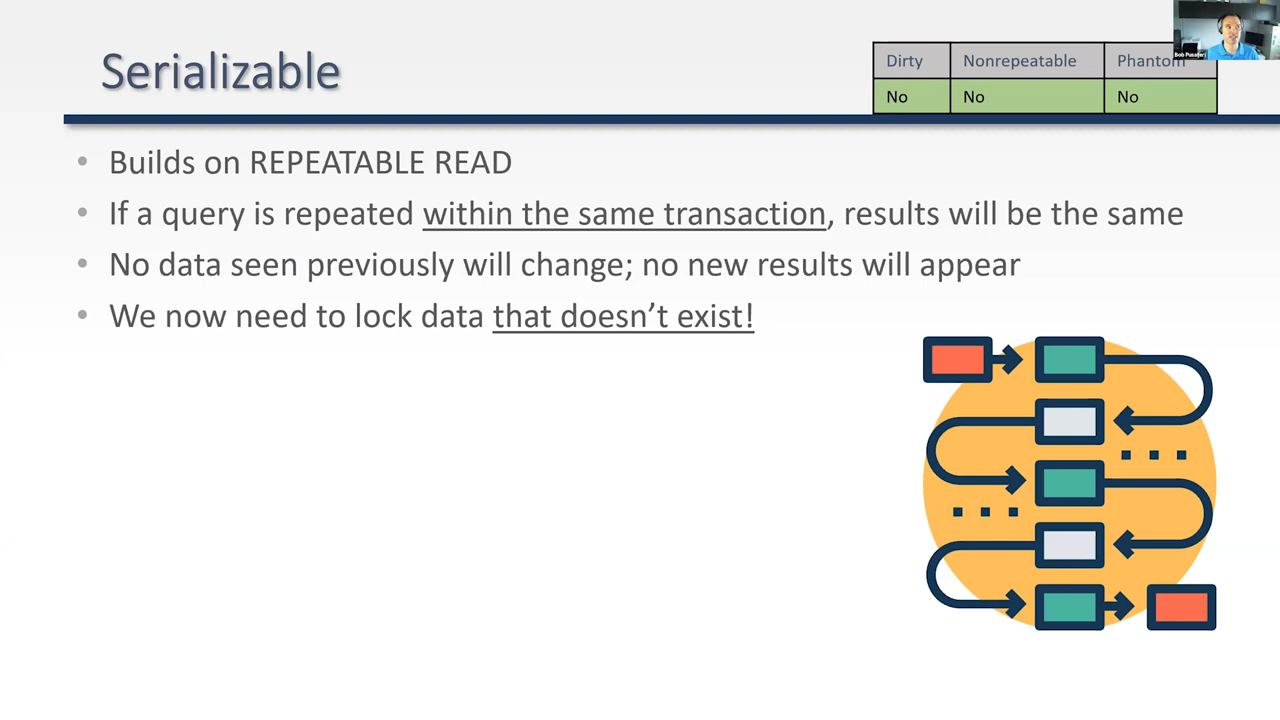 Serializable
Dirty Nonrepeatable Phantom
No No No
• Builds on REPEATABLE READ
• If a query is repeated within the same transaction, results will be the same
• No data seen previously will change; no new results will appear
• We now need to lock data that doesn’t exist!